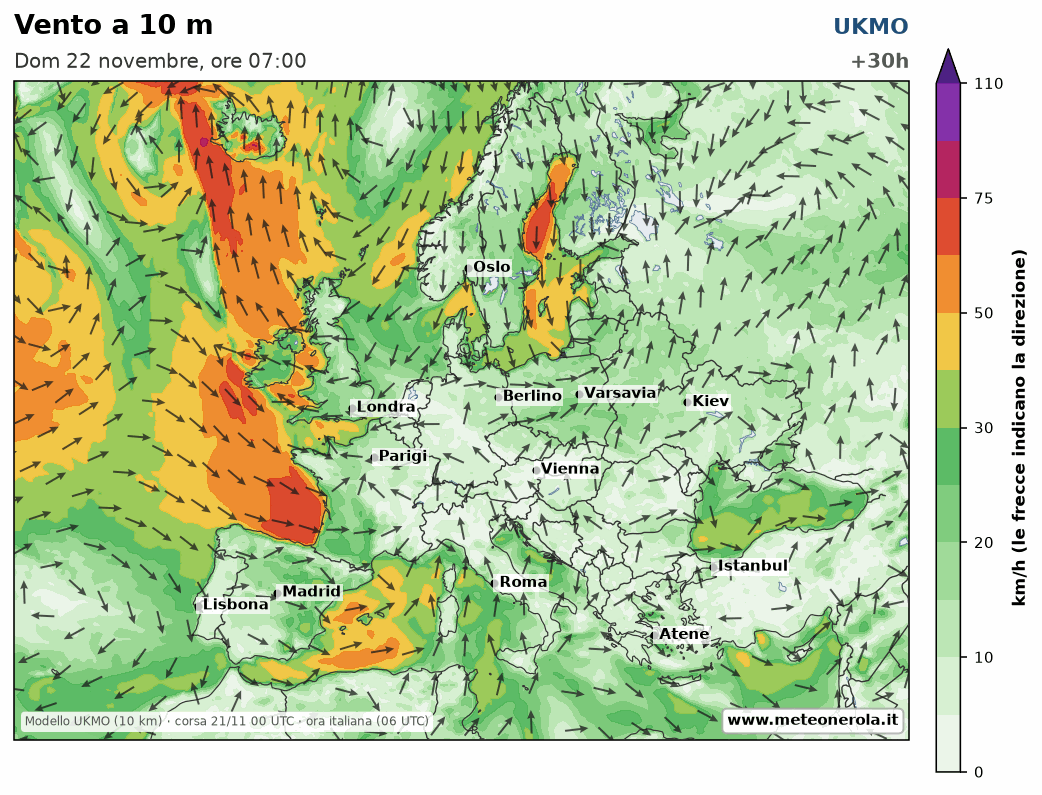 Vento a 10 m
UKMO
Dom 22 novembre, ore 07:00
+30h
110
75
50
30
20
10
0
km/h (le frecce indicano la direzione)
Oslo
Londra
Berlino
Varsavia
Kiev
Parigi
Vienna
Istanbul
Roma
Madrid
Lisbona
Atene
Modello UKMO (10 km) · corsa 21/11 00 UTC · ora italiana (06 UTC)
www.meteonerola.it